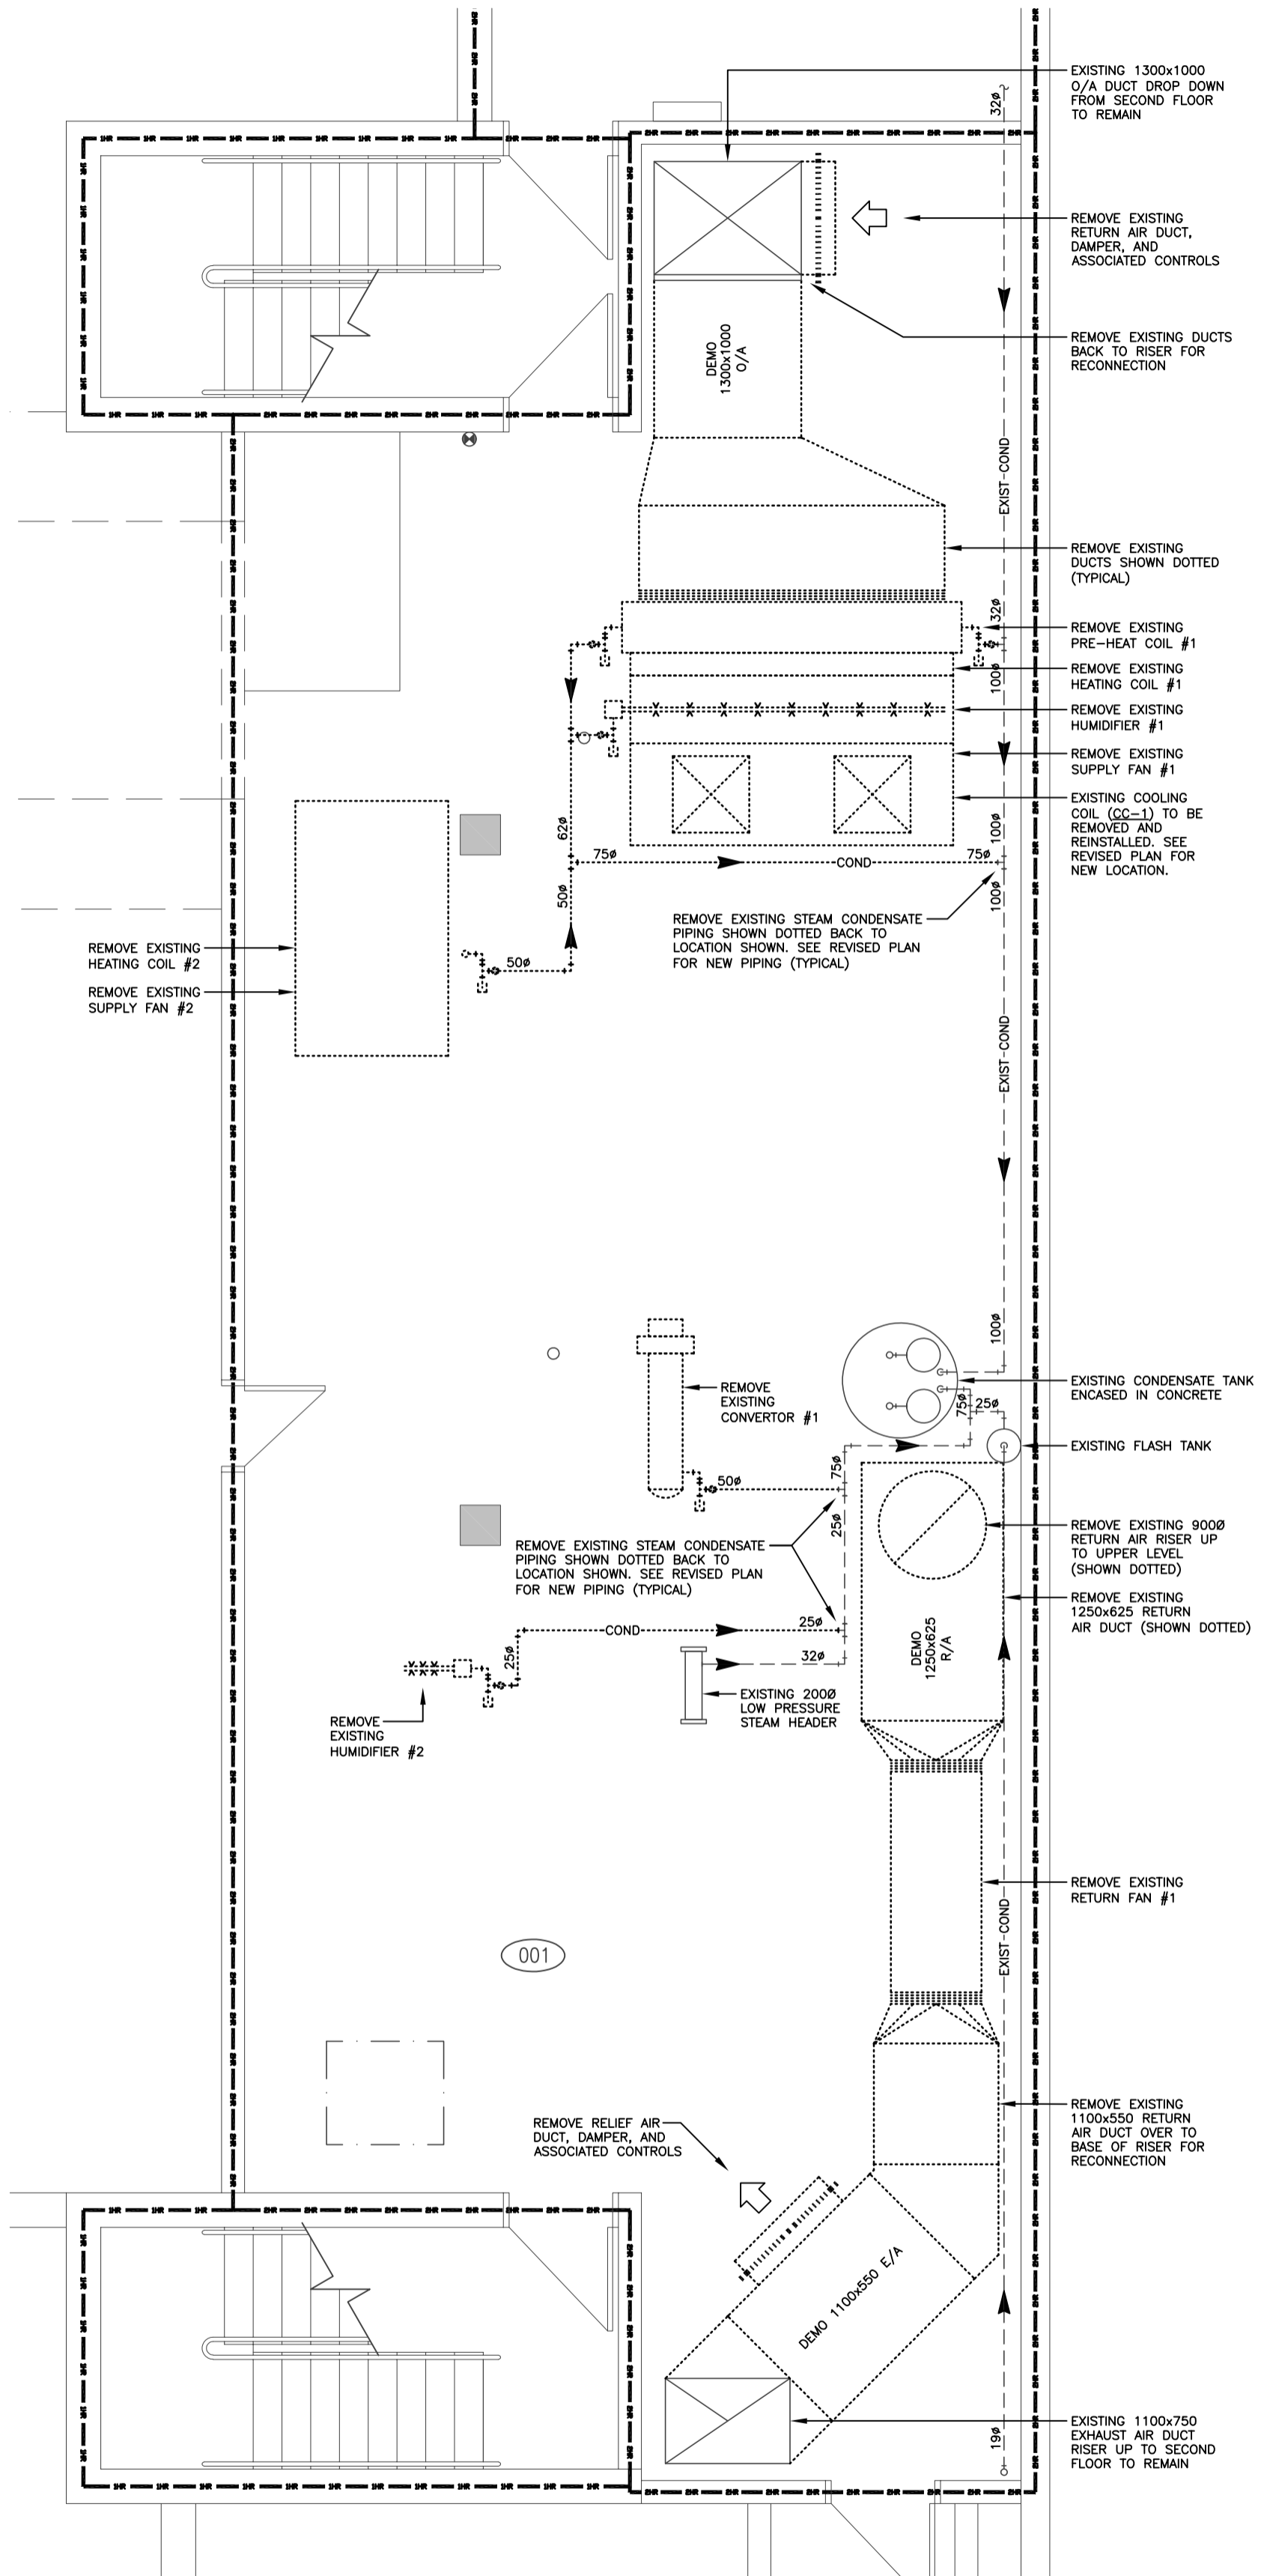 EXISTING 1300x1000
O/A DUCT DROP DOWN
FROM SECOND FLOOR
TO REMAIN
32ø
REMOVE EXISTING
RETURN AIR DUCT,
DAMPER, AND
ASSOCIATED CONTROLS
REMOVE EXISTING DUCTS
BACK TO RISER FOR
RECONNECTION
DEMO
1300x1000
O/A
EXIST-COND
REMOVE EXISTING
DUCTS SHOWN DOTTED
(TYPICAL)
32ø
REMOVE EXISTING
PRE-HEAT COIL #1
100ø
REMOVE EXISTING
HEATING COIL #1
REMOVE EXISTING
HUMIDIFIER #1
REMOVE EXISTING
SUPPLY FAN #1
EXISTING COOLING
COIL (CC-1) TO BE
REMOVED AND
REINSTALLED. SEE
REVISED PLAN FOR
NEW LOCATION.
62ø
100ø
75ø
COND
75ø
50ø
100ø
REMOVE EXISTING STEAM CONDENSATE
PIPING SHOWN DOTTED BACK TO
LOCATION SHOWN. SEE REVISED PLAN
FOR NEW PIPING (TYPICAL)
REMOVE EXISTING
HEATING COIL #2
REMOVE EXISTING
SUPPLY FAN #2
50ø
EXIST-COND
100ø
REMOVE
EXISTING
CONVERTOR #1
EXISTING CONDENSATE TANK
ENCASED IN CONCRETE
75ø
25ø
EXISTING FLASH TANK
75ø
50ø
25ø
REMOVE EXISTING 900Ø
RETURN AIR RISER UP
TO UPPER LEVEL
(SHOWN DOTTED)
REMOVE EXISTING STEAM CONDENSATE
PIPING SHOWN DOTTED BACK TO
LOCATION SHOWN. SEE REVISED PLAN
FOR NEW PIPING (TYPICAL)
REMOVE EXISTING
1250x625 RETURN
AIR DUCT (SHOWN DOTTED)
DEMO
1250x625
R/A
COND
25ø
25ø
32ø
EXISTING 200Ø
LOW PRESSURE
STEAM HEADER
REMOVE
EXISTING
HUMIDIFIER #2
REMOVE EXISTING
RETURN FAN #1
EXIST-COND
001
REMOVE EXISTING
1100x550 RETURN
AIR DUCT OVER TO
BASE OF RISER FOR
RECONNECTION
REMOVE RELIEF AIR
DUCT, DAMPER, AND
ASSOCIATED CONTROLS
DEMO 1100x550 E/A
19ø
EXISTING 1100x750
EXHAUST AIR DUCT
RISER UP TO SECOND
FLOOR TO REMAIN